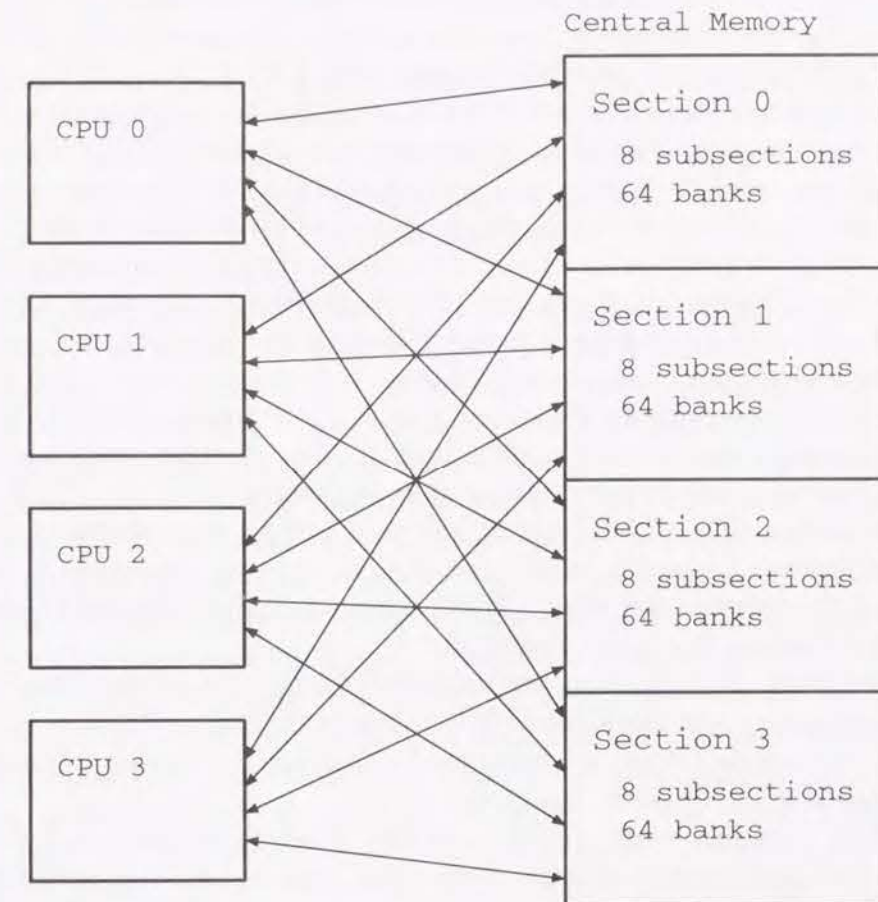 Central Memory
CPU 0
Section 0
8 subsections
64 banks
CPU 1
Section 1
8 subsections
64 banks
CPU 2
Section 2
8 subsections
64 banks
CPU 3
Section 3
8 subsections
64 banks